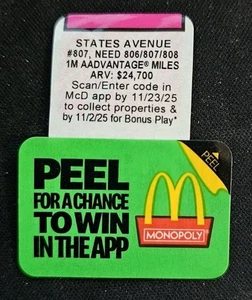 STATES AVENUE
#807, NEED 806/807/808
1M AADVANTAGE® MILES
ARV: $24,700
Scan/Enter code in
McD app by 11/23/25
to collect properties &
by 11/2/25 for Bonus Play*
PEEL
PEEL
FOR A CHANCE
TO WIN
IN THE APP
MONOPOLY